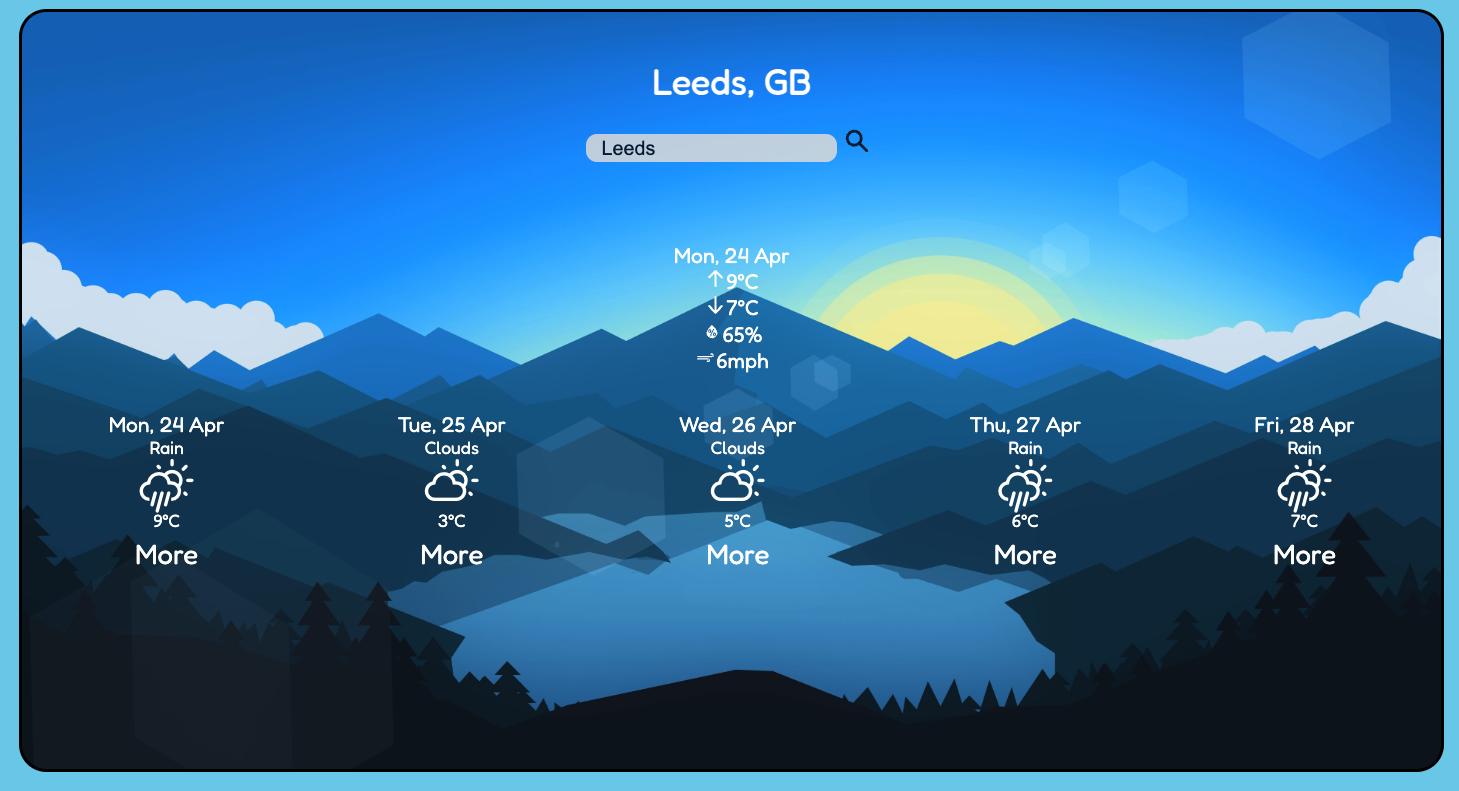 Leeds, GB
Leeds
Mon, 24 Apr
↑9°C
↓7°C
65%
6mph
Mon, 24 Apr
Rain
9°C
More
Tue, 25 Apr
Clouds
3°C
More
Wed, 26 Apr
Clouds
5°C
More
Thu, 27 Apr
Rain
6°C
More
Fri, 28 Apr
Rain
7°C
More